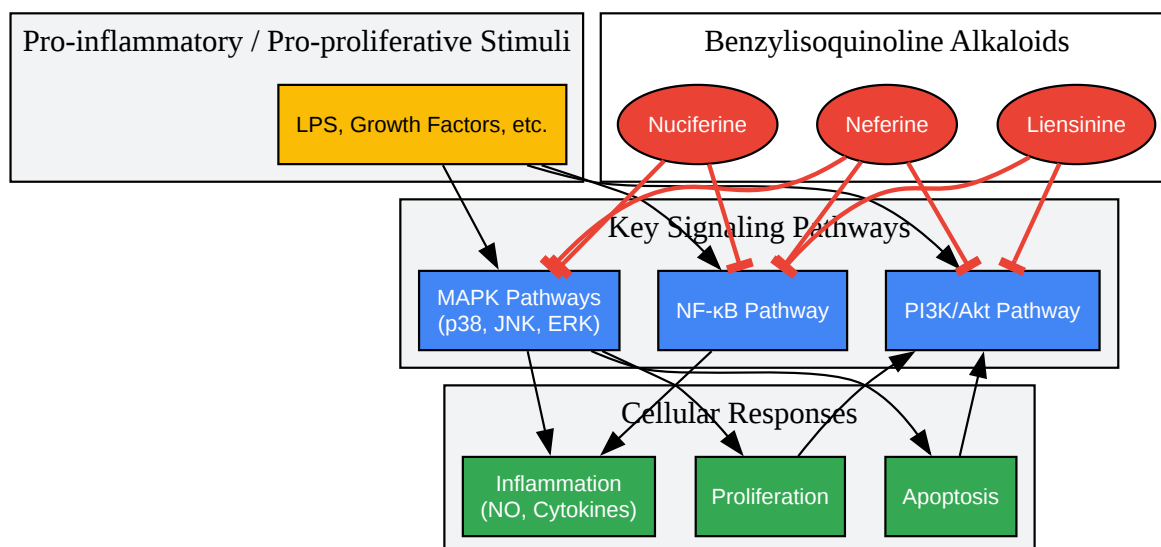 Pro-inflammatory / Pro-proliferative Stimuli
Benzylisoquinoline Alkaloids
LPS, Growth Factors, etc.
Nuciferine
Neferine
Liensinine
Key Signaling Pathways
MAPK Pathways
(p38, JNK, ERK)
NF-κB Pathway
PI3K/Akt Pathway
Cellular Responses
Inflammation
(NO, Cytokines)
Proliferation
Apoptosis